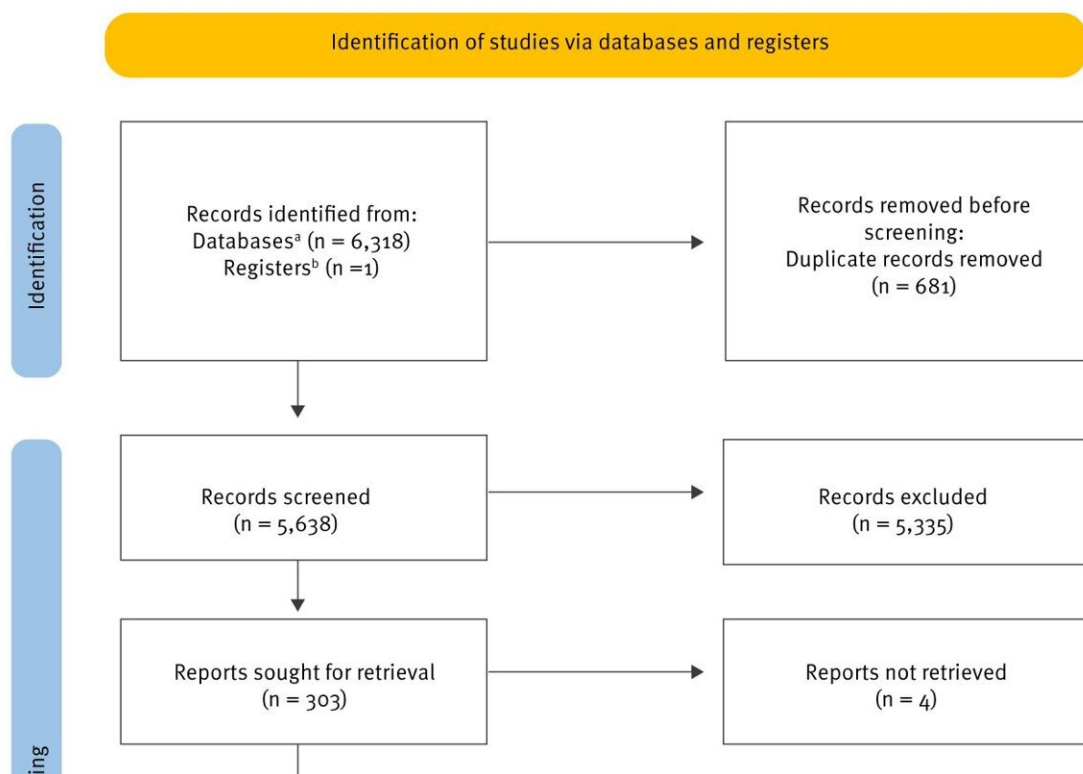 Identification of studies via databases and registers
Identification
Records identified from:
Databasesᵃ (n = 6,318)
Registersᵇ (n =1)
Records removed before
screening:
Duplicate records removed
(n = 681)
Records screened
(n = 5,638)
Records excluded
(n = 5,335)
Reports sought for retrieval
(n = 303)
Reports not retrieved
(n = 4)